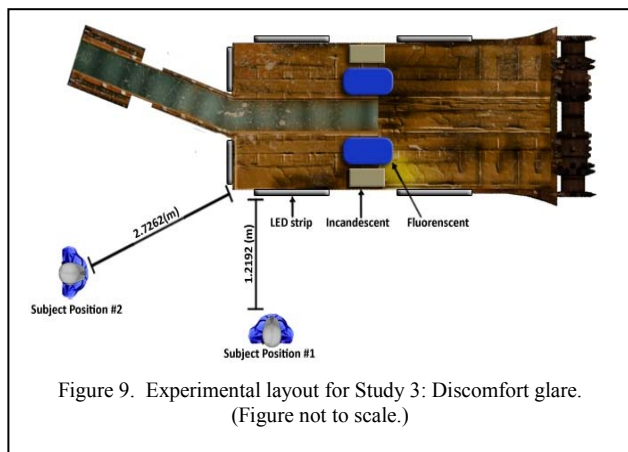 LED strip
Incandescent
Fluorenscent
2.7262(m)
1.2192 (m)
Subject Position #2
Subject Position #1
Figure 9.  Experimental layout for Study 3: Discomfort glare.
(Figure not to scale.)